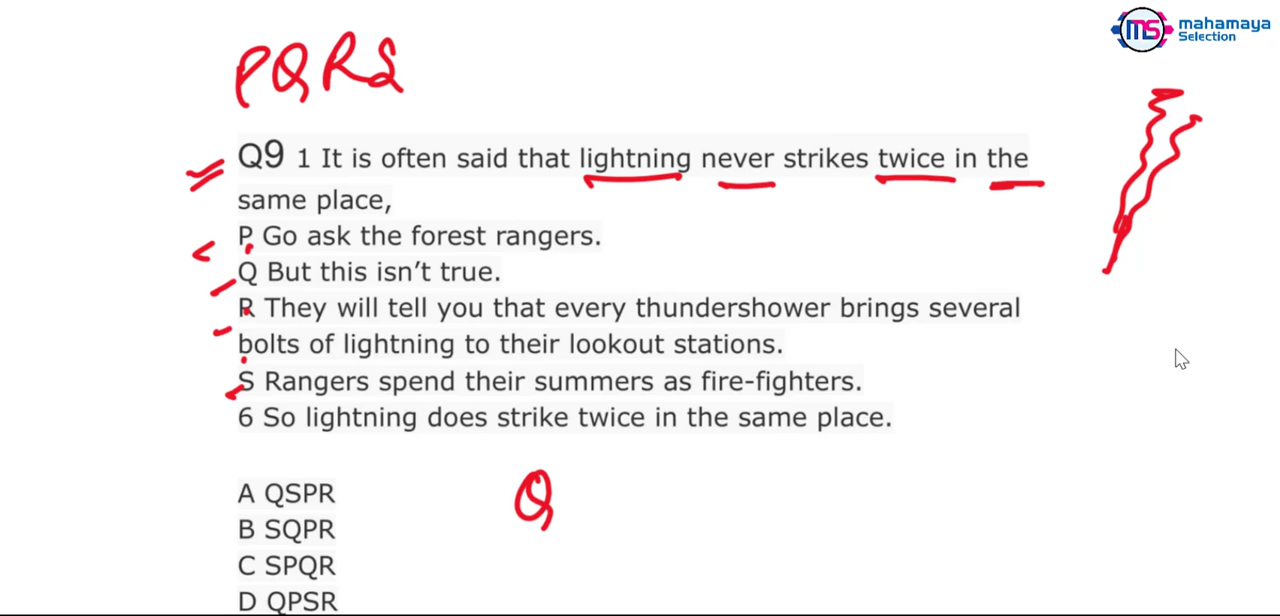 mahamaya
MS Selection
PQRS
Q9 1 It is often said that lightning never strikes twice in the
same place,
P Go ask the forest rangers.
Q But this isn’t true.
R They will tell you that every thundershower brings several
bolts of lightning to their lookout stations.
S Rangers spend their summers as fire-fighters.
6 So lightning does strike twice in the same place.
A QSPR
Q
B SQPR
C SPQR
D QPSR